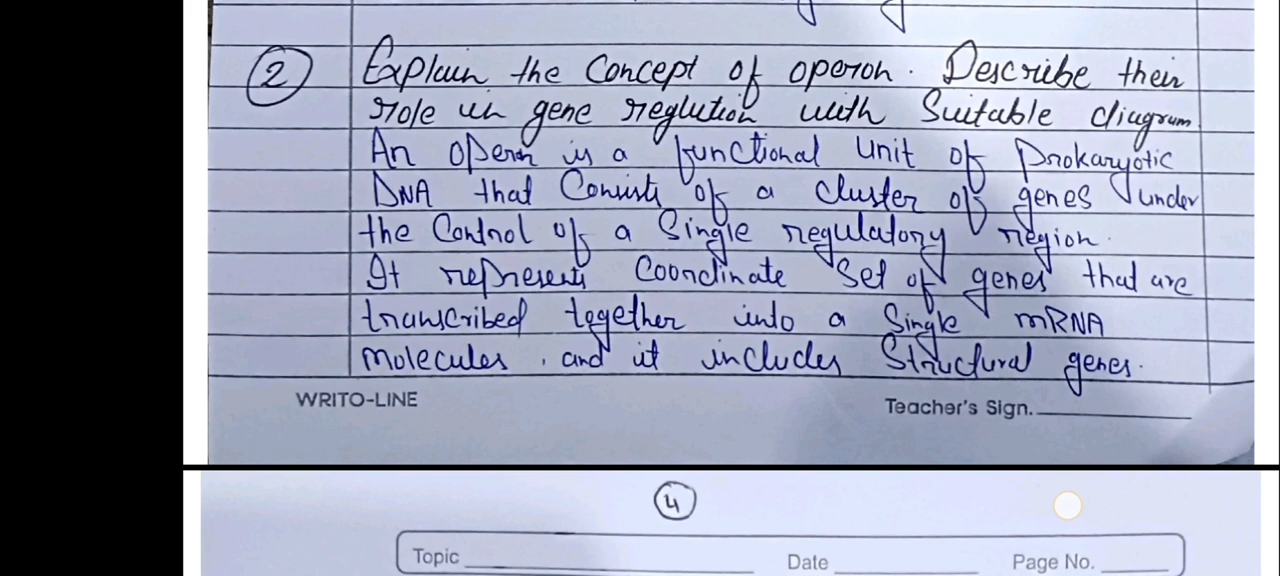 2 Explain the Concept of operon. Describe their
role in gene reglution with Suitable diagram
An operon is a functional unit of Prokaryotic
DNA that Consists of a cluster of genes under
the Control of a Single regulatory region.
It represents Coordinate set of genes that are
transcribed together into a Single mRNA
molecules, and it includes Structural genes.
WRITO-LINE Teacher's Sign.
4
Topic Date Page No.